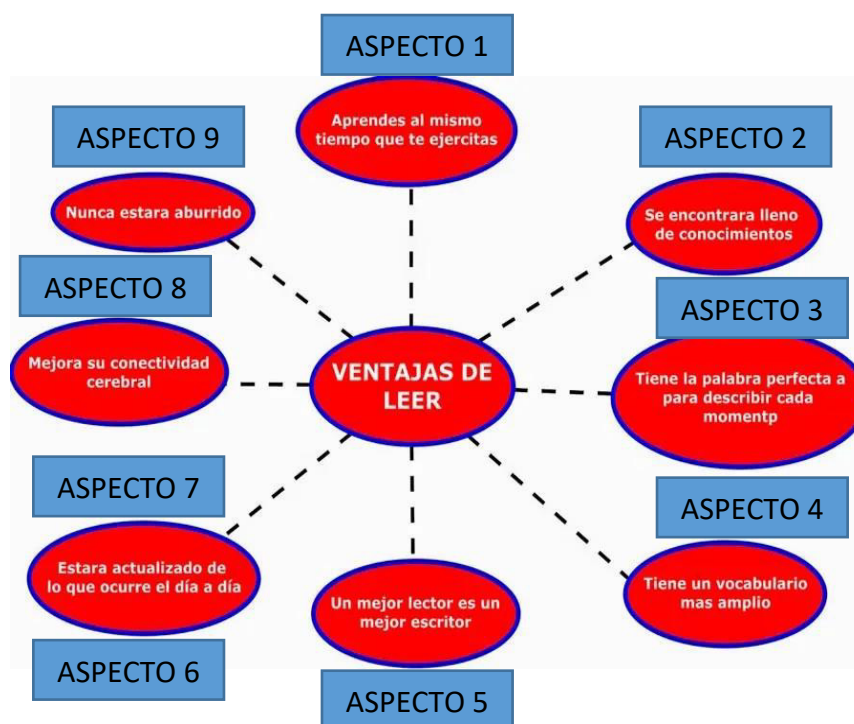 ASPECTO 1
Aprendes al mismo
tiempo que te ejercitas
ASPECTO 9
Nunca estara aburrido
ASPECTO 2
Se encontrara lleno
de conocimientos
ASPECTO 8
Mejora su conectividad
cerebral
VENTAJAS DE
LEER
ASPECTO 3
Tiene la palabra perfecta a
para describir cada
momentp
ASPECTO 7
Estara actualizado de
lo que ocurre el día a día
ASPECTO 6
Un mejor lector es un
mejor escritor
ASPECTO 5
ASPECTO 4
Tiene un vocabulario
mas amplio